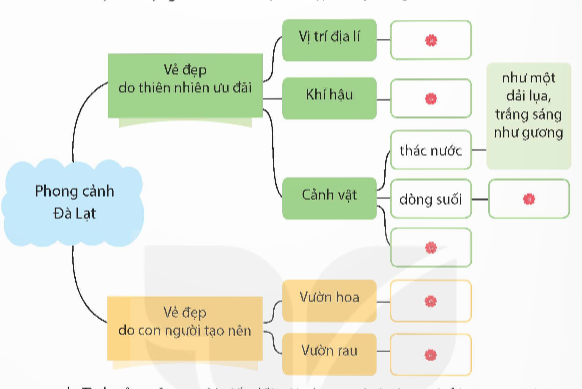 Vị trí địa lí
Vẻ đẹp
do thiên nhiên ưu đãi
Khí hậu
như một
dải lụa,
trắng sáng
như gương
thác nước
Phong cảnh
Đà Lạt
Cảnh vật
dòng suối
Vẻ đẹp
do con người tạo nên
Vườn hoa
Vườn rau